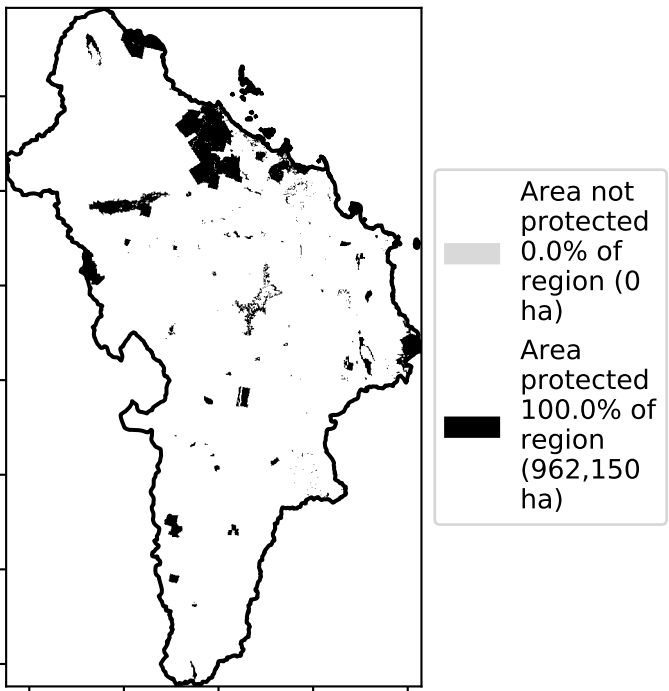 Area not
protected
0.0% of
region (0
ha)
Area
protected
100.0% of
region
(962,150
ha)